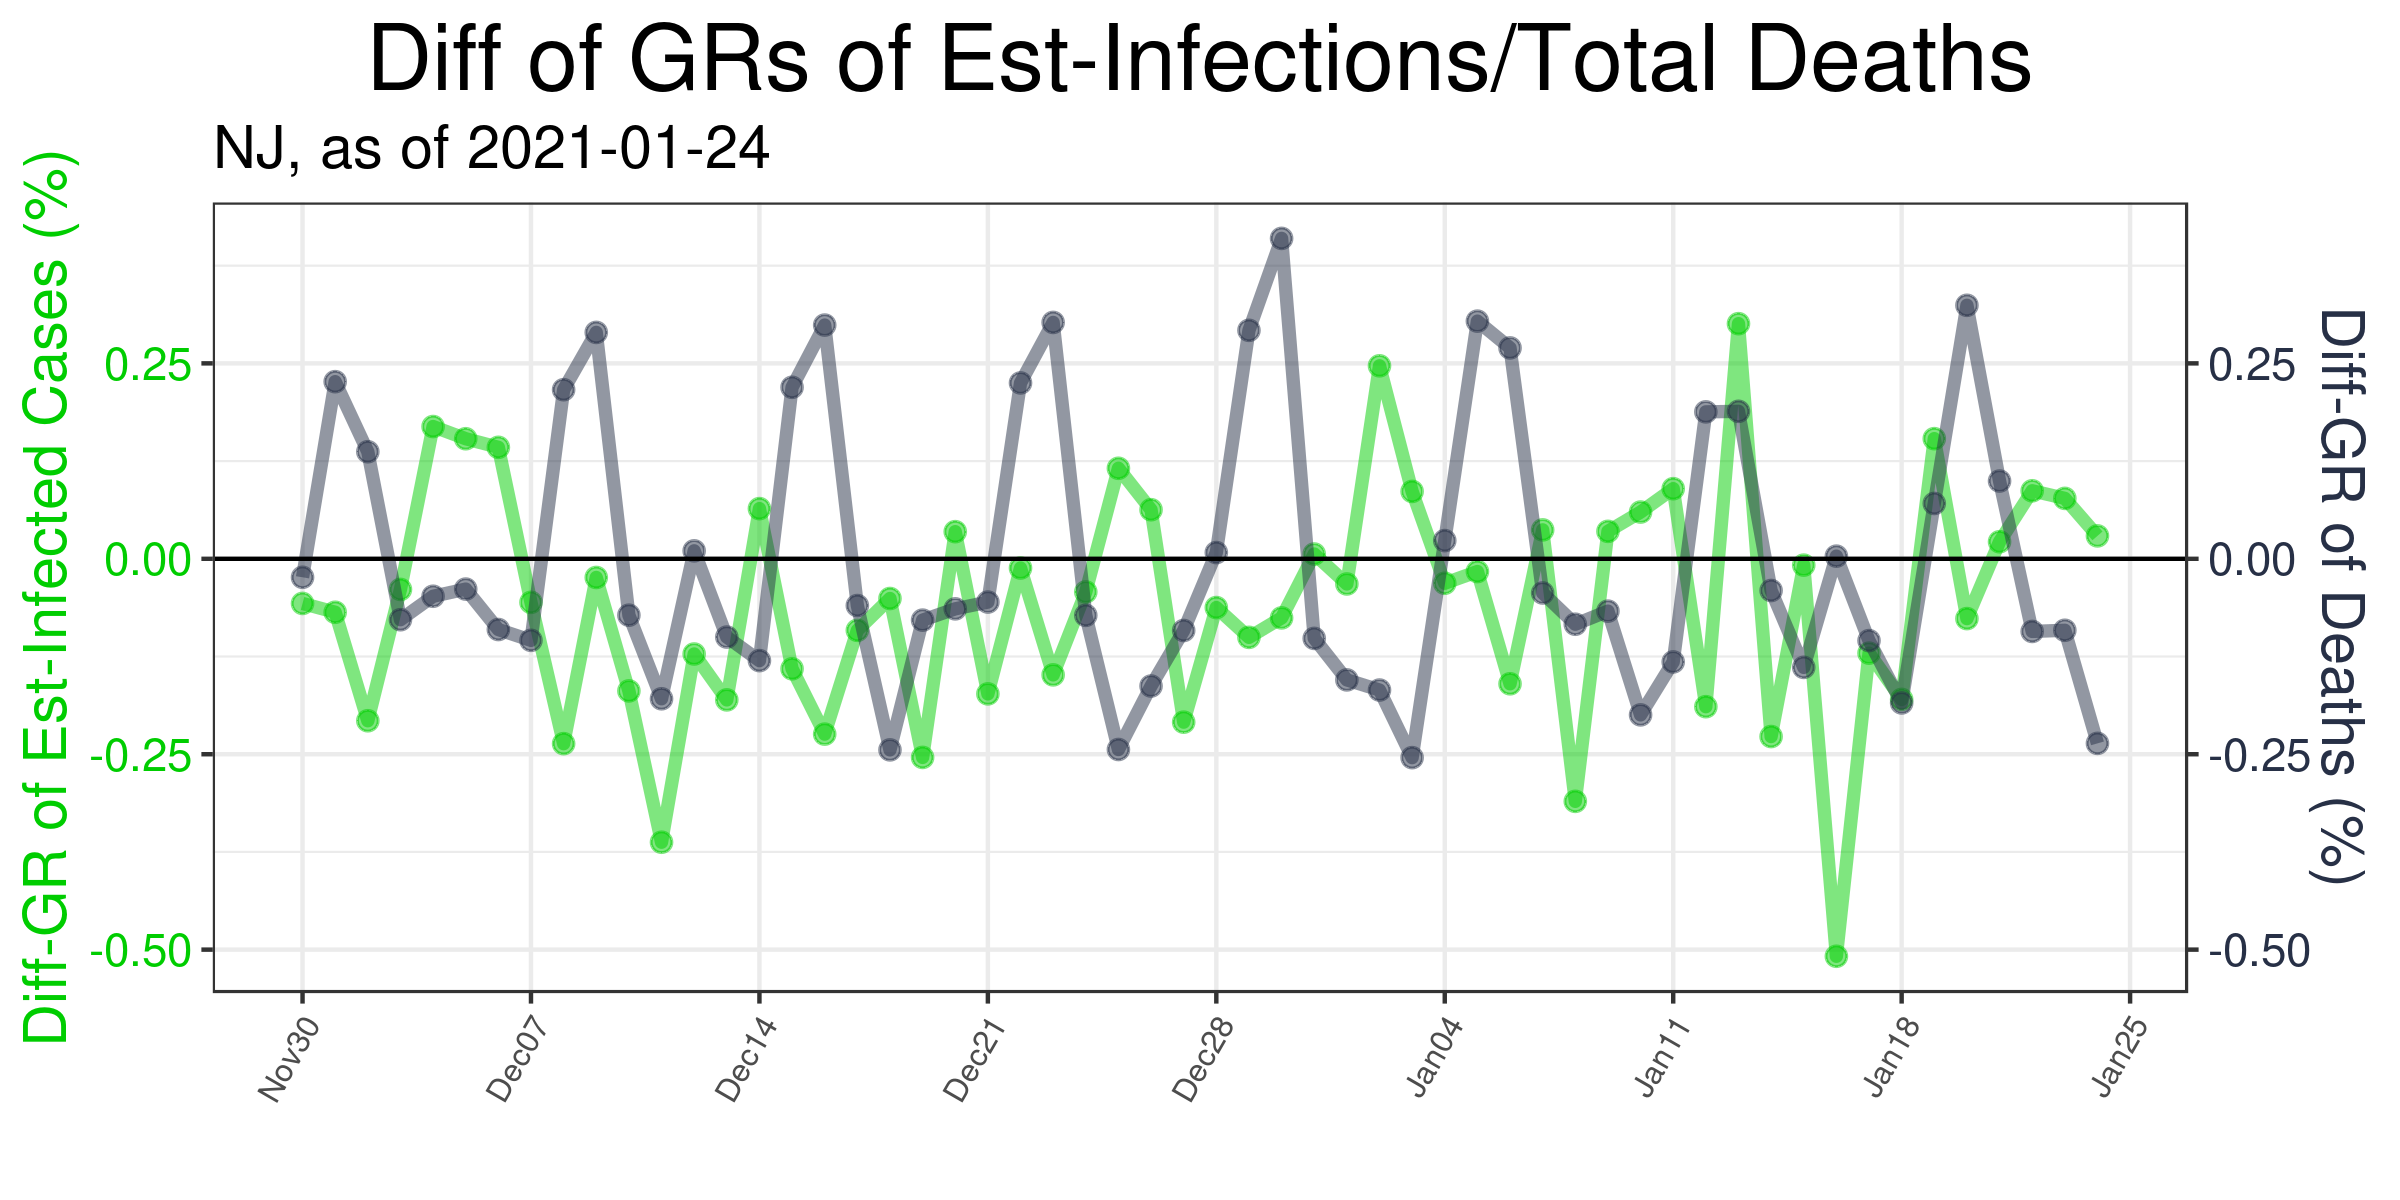 Diff of GRs of Est-Infections/Total Deaths
NJ, as of 2021-01-24
Diff-GR of Est-Infected Cases (%)
0.25
0.00
-0.25
-0.50
0.25
0.00
-0.25
-0.50
Diff-GR of Deaths (%)
Nov30
Dec07
Dec14
Dec21
Dec28
Jan04
Jan11
Jan18
Jan25